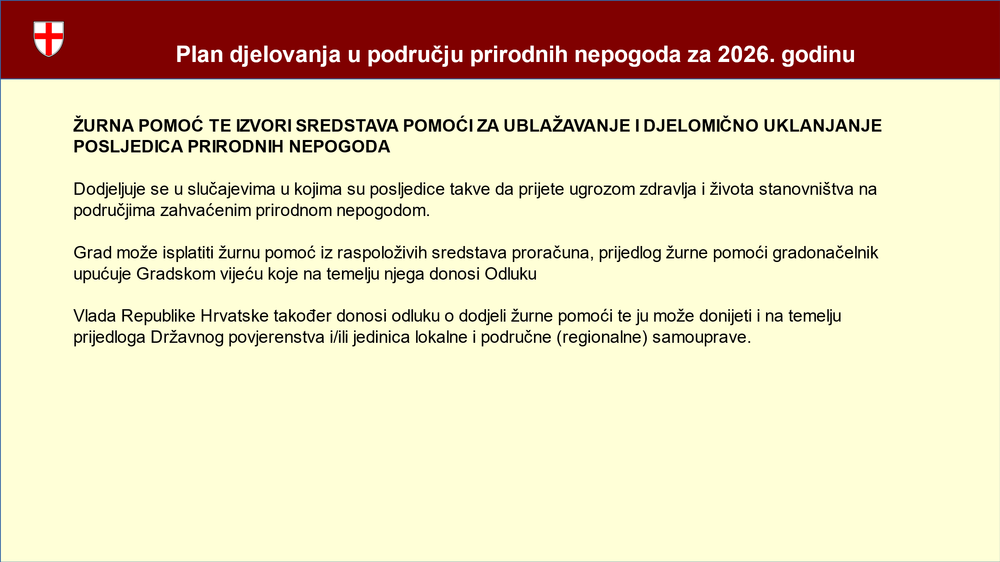 Plan djelovanja u području prirodnih nepogoda za 2026. godinu
ŽURNA POMOĆ TE IZVORI SREDSTAVA POMOĆI ZA UBLAŽAVANJE I DJELOMIČNO UKLANJANJE
POSLJEDICA PRIRODNIH NEPOGODA
Dodjeljuje se u slučajevima u kojima su posljedice takve da prijete ugrozom zdravlja i života stanovništva na
područjima zahvaćenim prirodnom nepogodom.
Grad može isplatiti žurnu pomoć iz raspoloživih sredstava proračuna, prijedlog žurne pomoći gradonačelnik
upućuje Gradskom vijeću koje na temelju njega donosi Odluku
Vlada Republike Hrvatske također donosi odluku o dodjeli žurne pomoći te ju može donijeti i na temelju
prijedloga Državnog povjerenstva i/ili jedinica lokalne i područne (regionalne) samouprave.